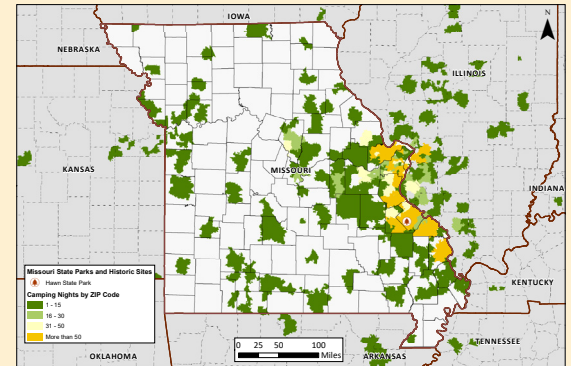 IOWA
N
NEBRASKA
ILLINOIS
KANSAS
MISSOURI
INDIANA
Missouri State Parks and Historic Sites
Hawn State Park
Camping Nights by ZIP Code
1 - 15
16 - 30
31 - 50
More than 50
KENTUCKY
0 25 50 100
Miles
TENNESSEE
OKLAHOMA
ARKANSAS